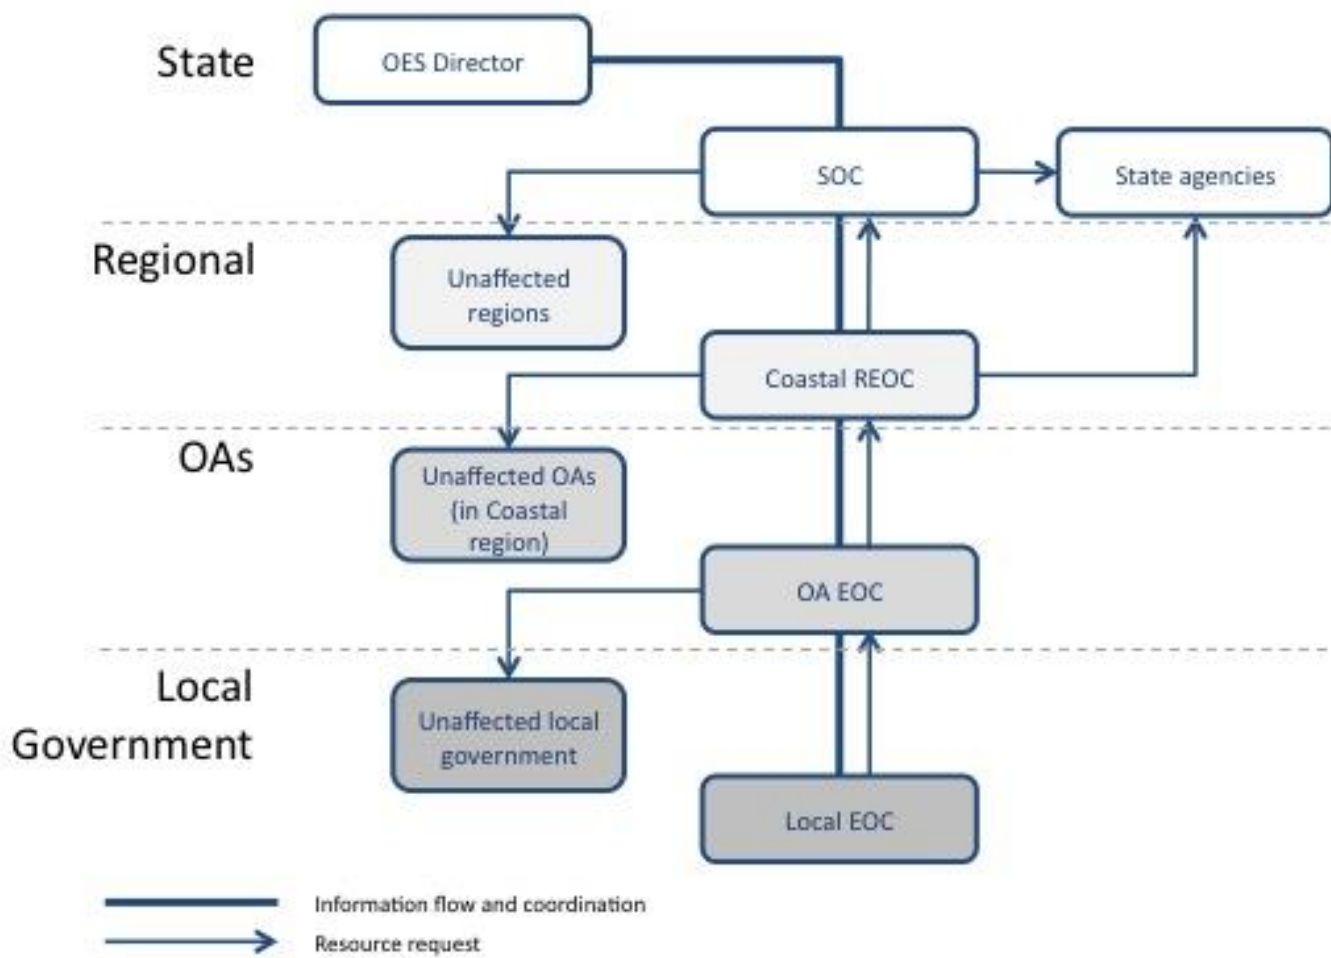 State
OES Director
SOC
State agencies
Regional
Unaffected
regions
Coastal REOC
OAs
Unaffected OAs
(in Coastal
region)
OA EOC
Local
Government
Unaffected local
government
Local EOC
Information flow and coordination
Resource request